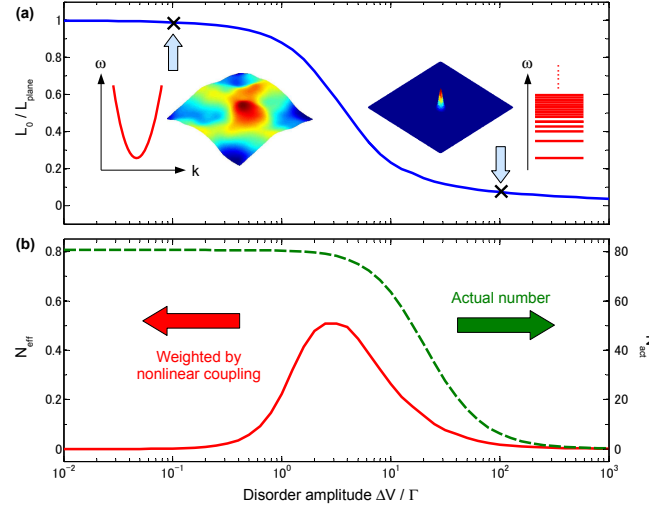 (a)
1
0.8
0.6
0.4
0.2
0
L0 / Lplane
ω
k
ω
(b)
0.8
0.6
0.4
0.2
0
Neff
80
60
40
20
0
Actual number
Weighted by
nonlinear coupling
10⁻² 10⁻¹ 10⁰ 10¹ 10² 10³
Disorder amplitude ΔV / Γ